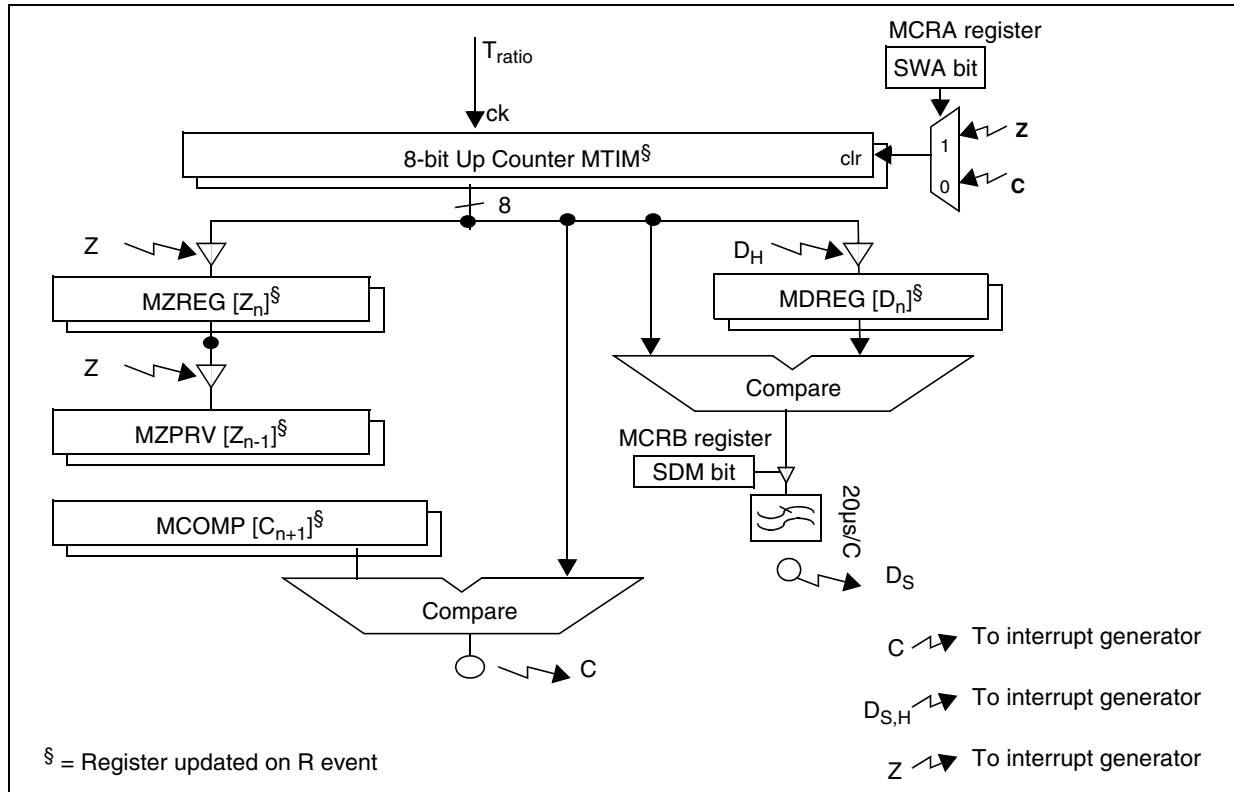 MCRA register
SWA bit
T_ratio
ck
Z
8-bit Up Counter MTIM§
clr
1
0
C
8
Z
D_H
MZREG [Z_n]§
MDREG [D_n]§
Z
Compare
MZPRV [Z_n-1]§
MCRB register
SDM bit
20µs/C
MCOMP [C_n+1]§
D_S
Compare
C
C To interrupt generator
D_S,H To interrupt generator
Z To interrupt generator
§ = Register updated on R event